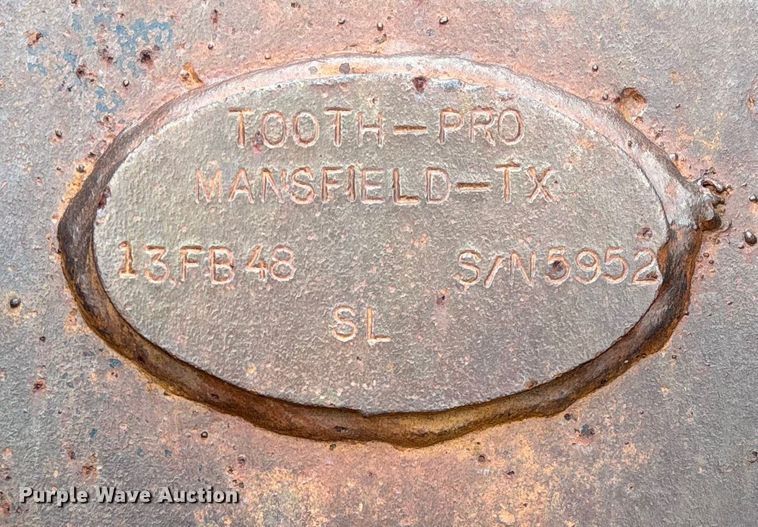 TOOTH-PRO
MANSFIELD-TX
13FB48 S/N5952
SL
Purple Wave Auction